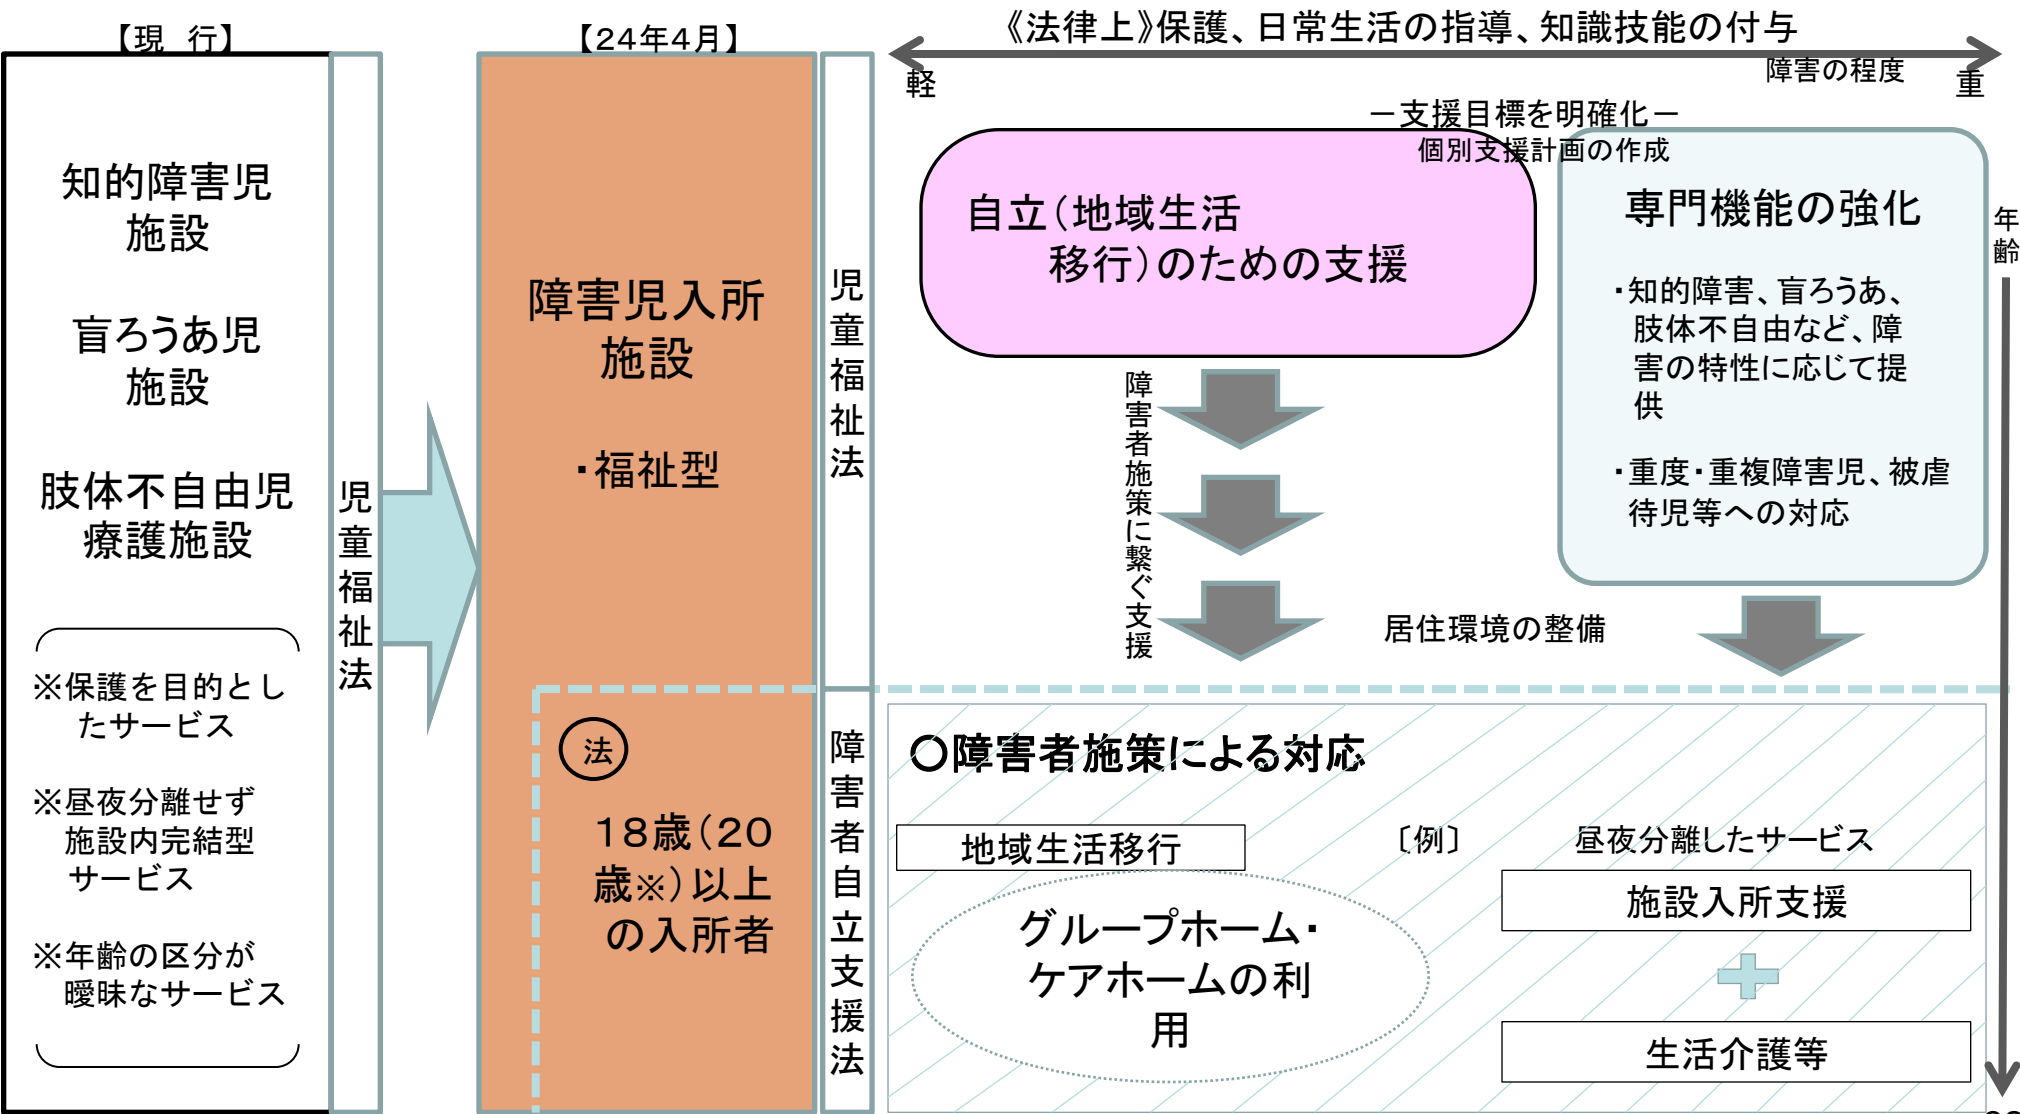 【現　行】
知的障害児
施設
盲ろうあ児
施設
肢体不自由児
療護施設
※保護を目的とし
たサービス
※昼夜分離せず
施設内完結型
サービス
※年齢の区分が
曖昧なサービス
児童福祉法
【24年4月】
障害児入所
施設
・福祉型
法
18歳(20
歳※)以上
の入所者
児童福祉法
障害者自立支援法
《法律上》保護、日常生活の指導、知識技能の付与
障害の程度
軽
重
－支援目標を明確化－
個別支援計画の作成
自立(地域生活
移行)のための支援
専門機能の強化
・知的障害、盲ろうあ、
肢体不自由など、障
害の特性に応じて提
供
・重度・重複障害児、被虐
待児等への対応
年齢
障害者施策に繋ぐ支援
居住環境の整備
○障害者施策による対応
地域生活移行
〔例〕
昼夜分離したサービス
グループホーム・
ケアホームの利
用
施設入所支援
生活介護等